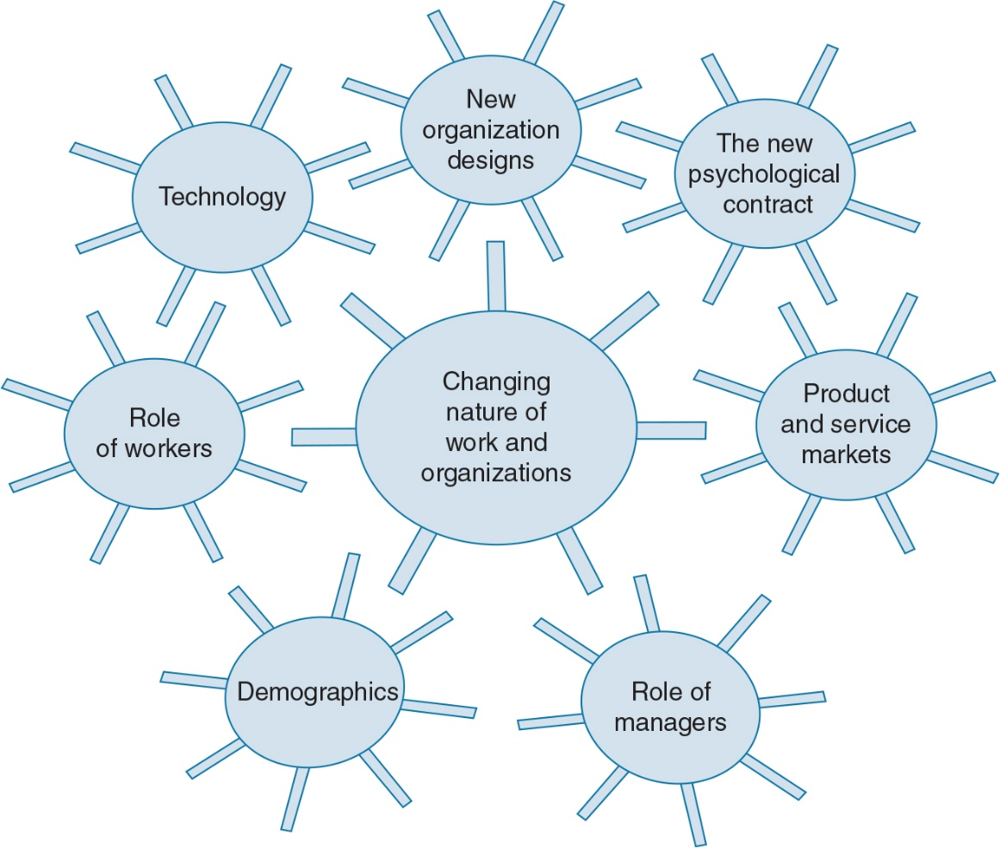 New
organization
designs
The new
psychological
contract
Technology
Changing
nature of
work and
organizations
Product
and service
markets
Role
of workers
Demographics
Role of
managers